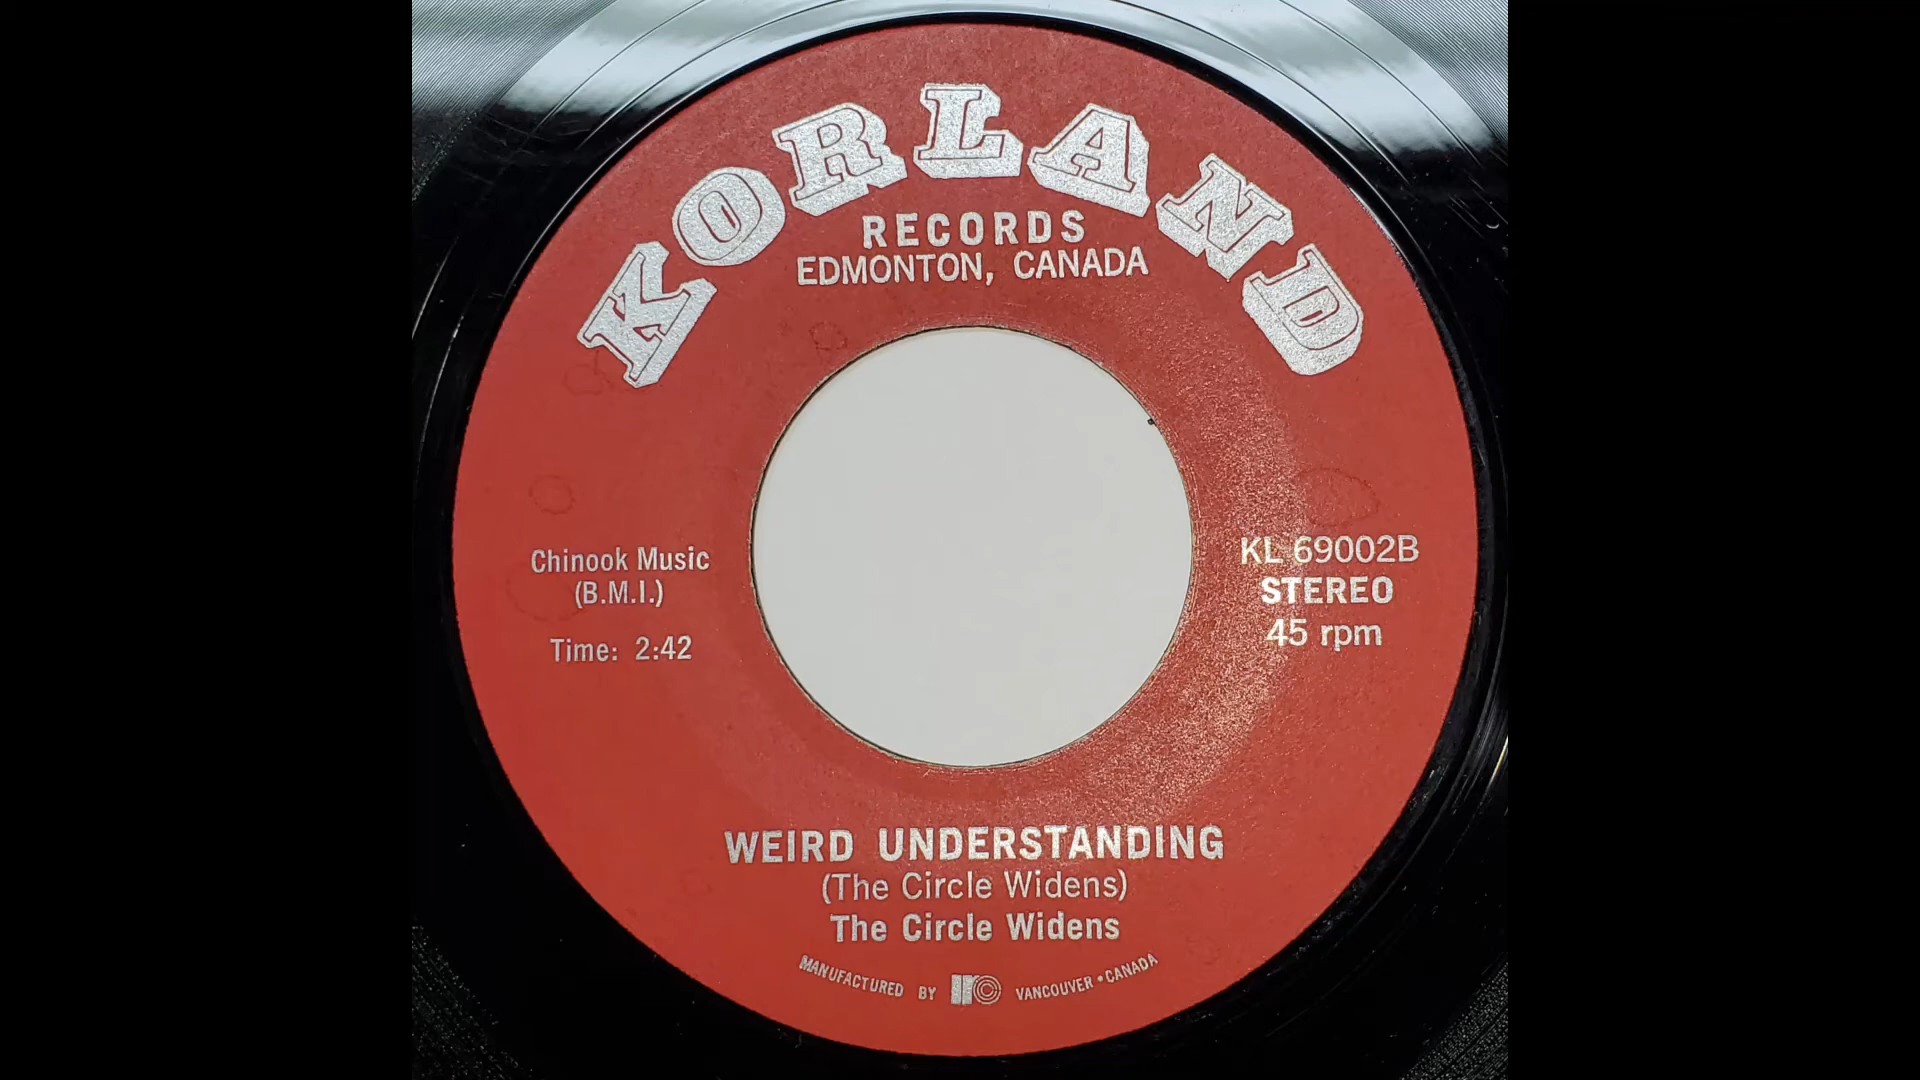 KORLAND
RECORDS
EDMONTON, CANADA
Chinook Music
(B.M.I.)
Time: 2:42
KL 69002B
STEREO
45 rpm
WEIRD UNDERSTANDING
(The Circle Widens)
The Circle Widens
MANUFACTURED BY VANCOUVER • CANADA